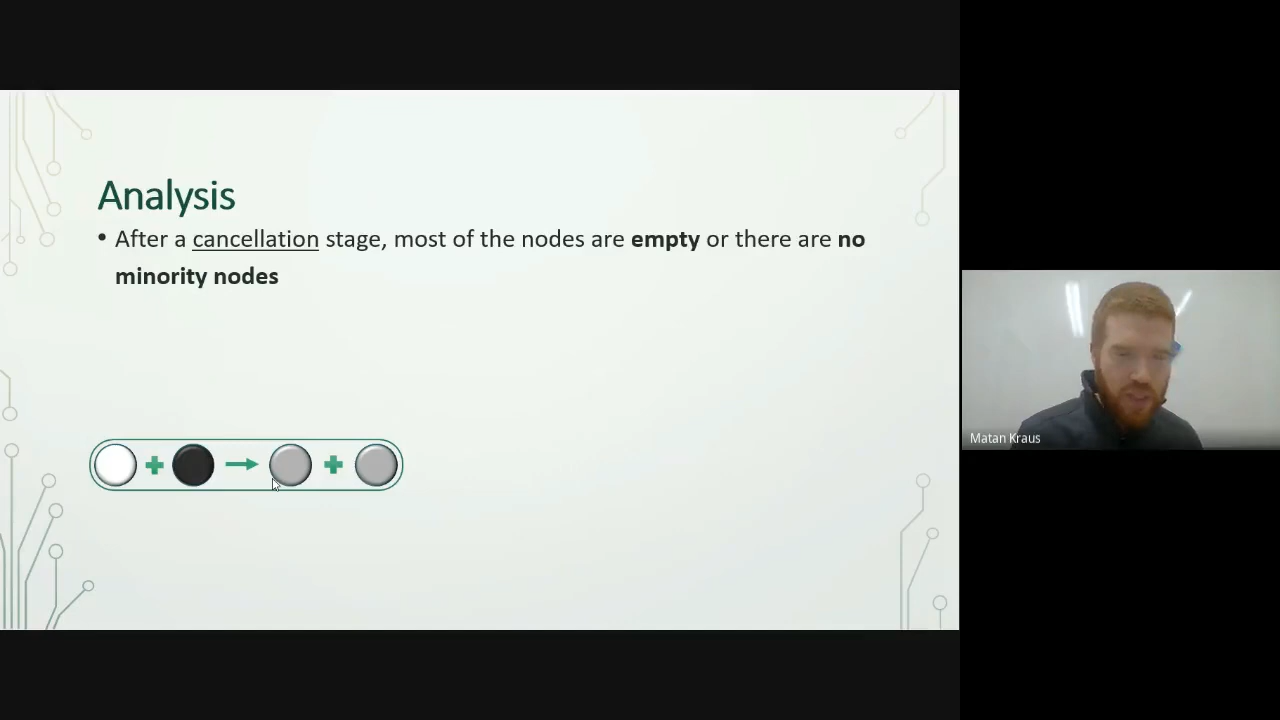 Analysis
• After a cancellation stage, most of the nodes are empty or there are no
minority nodes
Matan Kraus